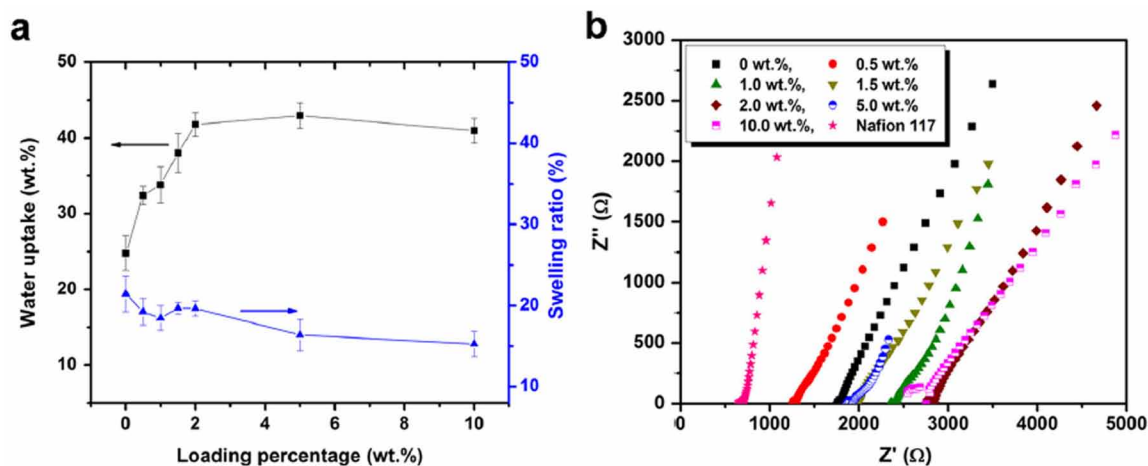 a
Water uptake (wt.%)
50
40
30
20
10
0 2 4 6 8 10
Loading percentage (wt.%)
50
40
30
20
10
Swelling ratio (%)
b
Z'' (Ω)
3000
2500
2000
1500
1000
500
0
0 wt.%, 0.5 wt.%
1.0 wt.%, 1.5 wt.%
2.0 wt.%, 5.0 wt.%
10.0 wt.%, Nafion 117
0 1000 2000 3000 4000 5000
Z' (Ω)